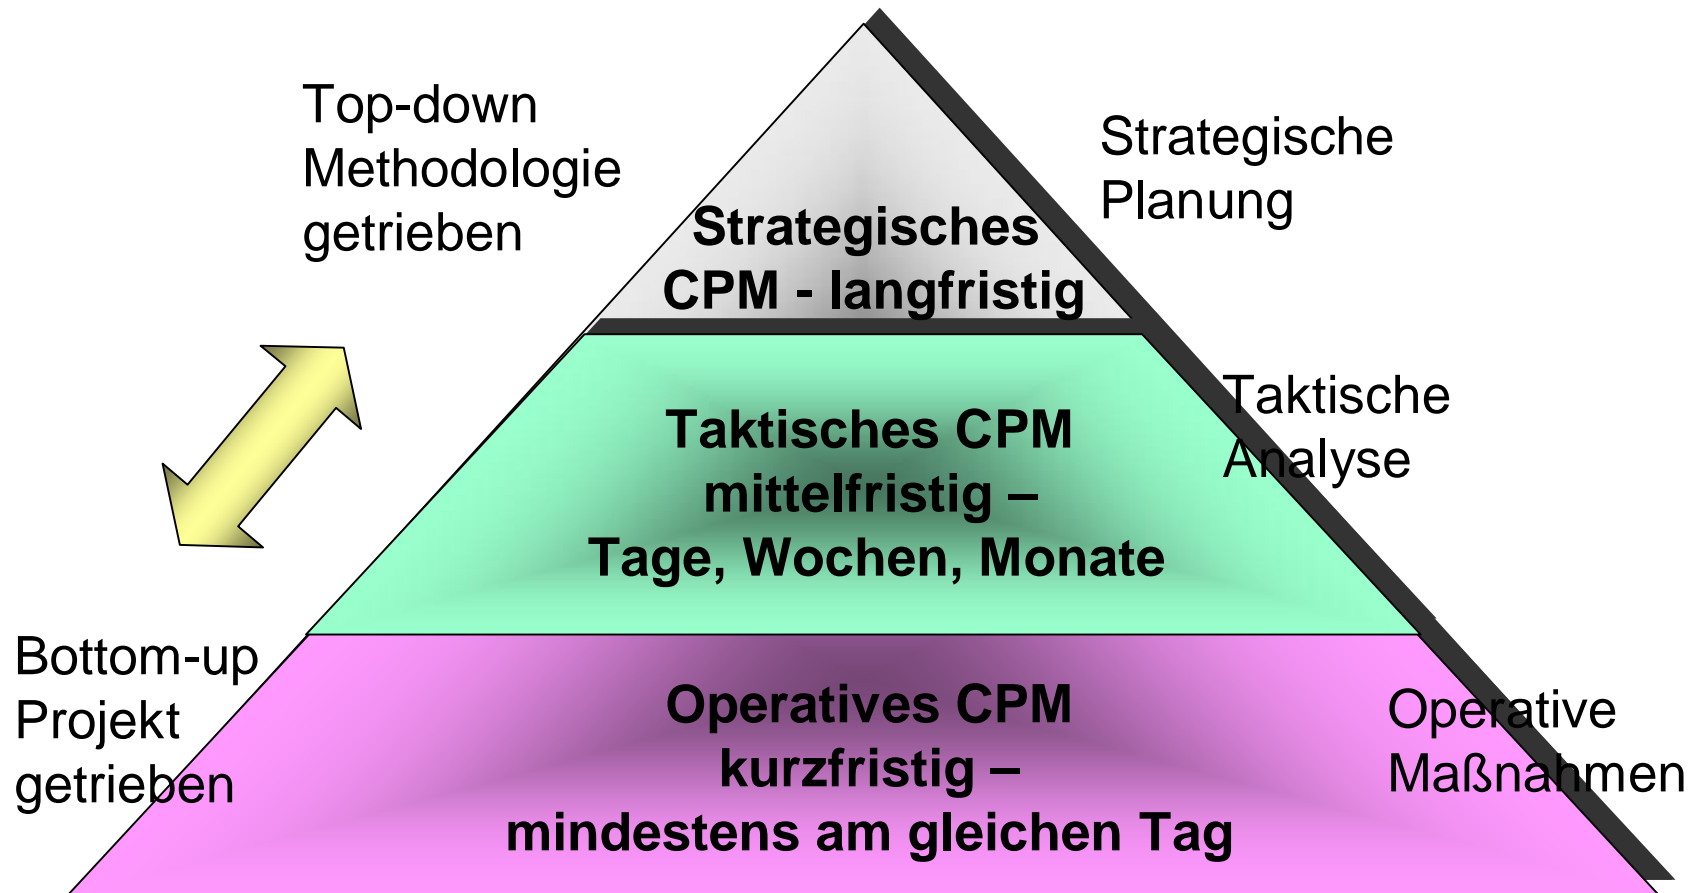 Top-down
Methodologie
getrieben
Strategische
Planung
Strategisches
CPM - langfristig
Taktisches CPM
mittelfristig –
Tage, Wochen, Monate
Taktische
Analyse
Bottom-up
Projekt
getrieben
Operatives CPM
kurzfristig –
mindestens am gleichen Tag
Operative
Maßnahmen